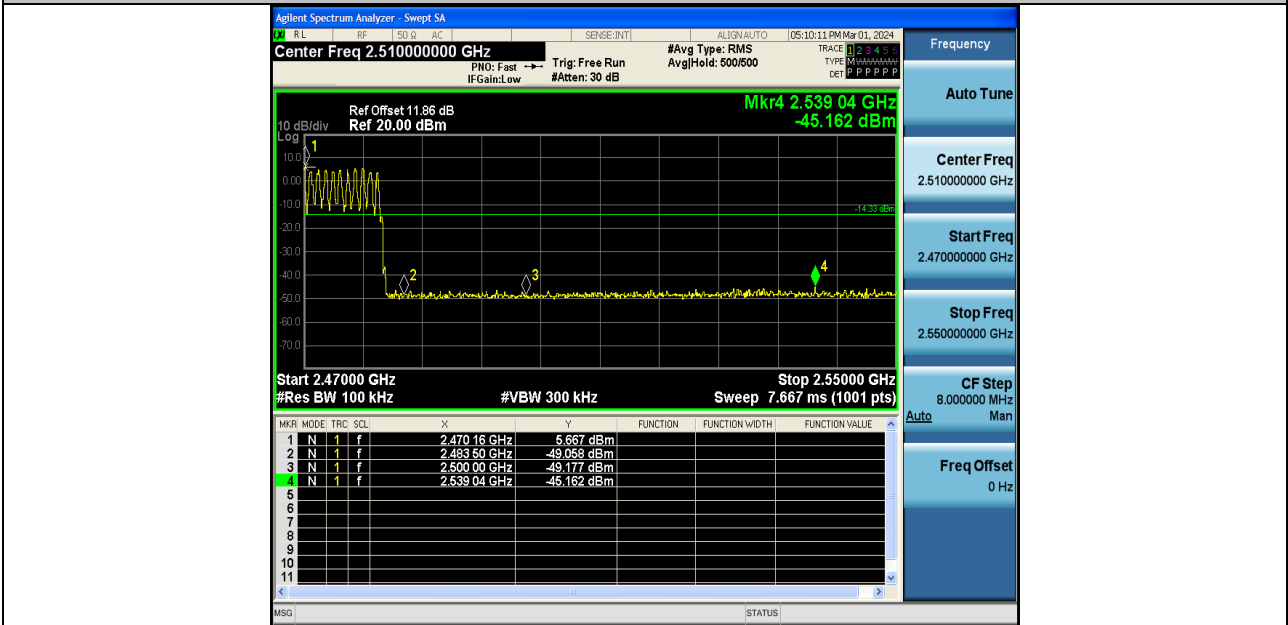 Agilent Spectrum Analyzer - Swept SA
RL RF 50 Ω AC SENSE:INT ALIGN AUTO 05:10:11 PM Mar 01, 2024
Center Freq 2.510000000 GHz
PNO: Fast
IFGain:Low
Trig: Free Run
#Atten: 30 dB
#Avg Type: RMS
Avg|Hold: 500/500
TRACE 1 2 3 4 5 6
TYPE M
DET P P P P P P
Ref Offset 11.86 dB
10 dB/div Ref 20.00 dBm
Log
Mkr4 2.539 04 GHz
-45.162 dBm
10.0
0.00
-10.0
-20.0
-30.0
-40.0
-50.0
-60.0
-70.0
1
2
3
4
-14.33 dBm
Start 2.47000 GHz Stop 2.55000 GHz
#Res BW 100 kHz #VBW 300 kHz Sweep 7.667 ms (1001 pts)
MKR MODE TRC SCL X Y FUNCTION FUNCTION WIDTH FUNCTION VALUE
1 N 1 f 2.470 16 GHz 5.667 dBm
2 N 1 f 2.483 50 GHz -49.058 dBm
3 N 1 f 2.500 00 GHz -49.177 dBm
4 N 1 f 2.539 04 GHz -45.162 dBm
5
6
7
8
9
10
11
MSG STATUS
Frequency
Auto Tune
Center Freq
2.510000000 GHz
Start Freq
2.470000000 GHz
Stop Freq
2.550000000 GHz
CF Step
8.000000 MHz
Auto Man
Freq Offset
0 Hz